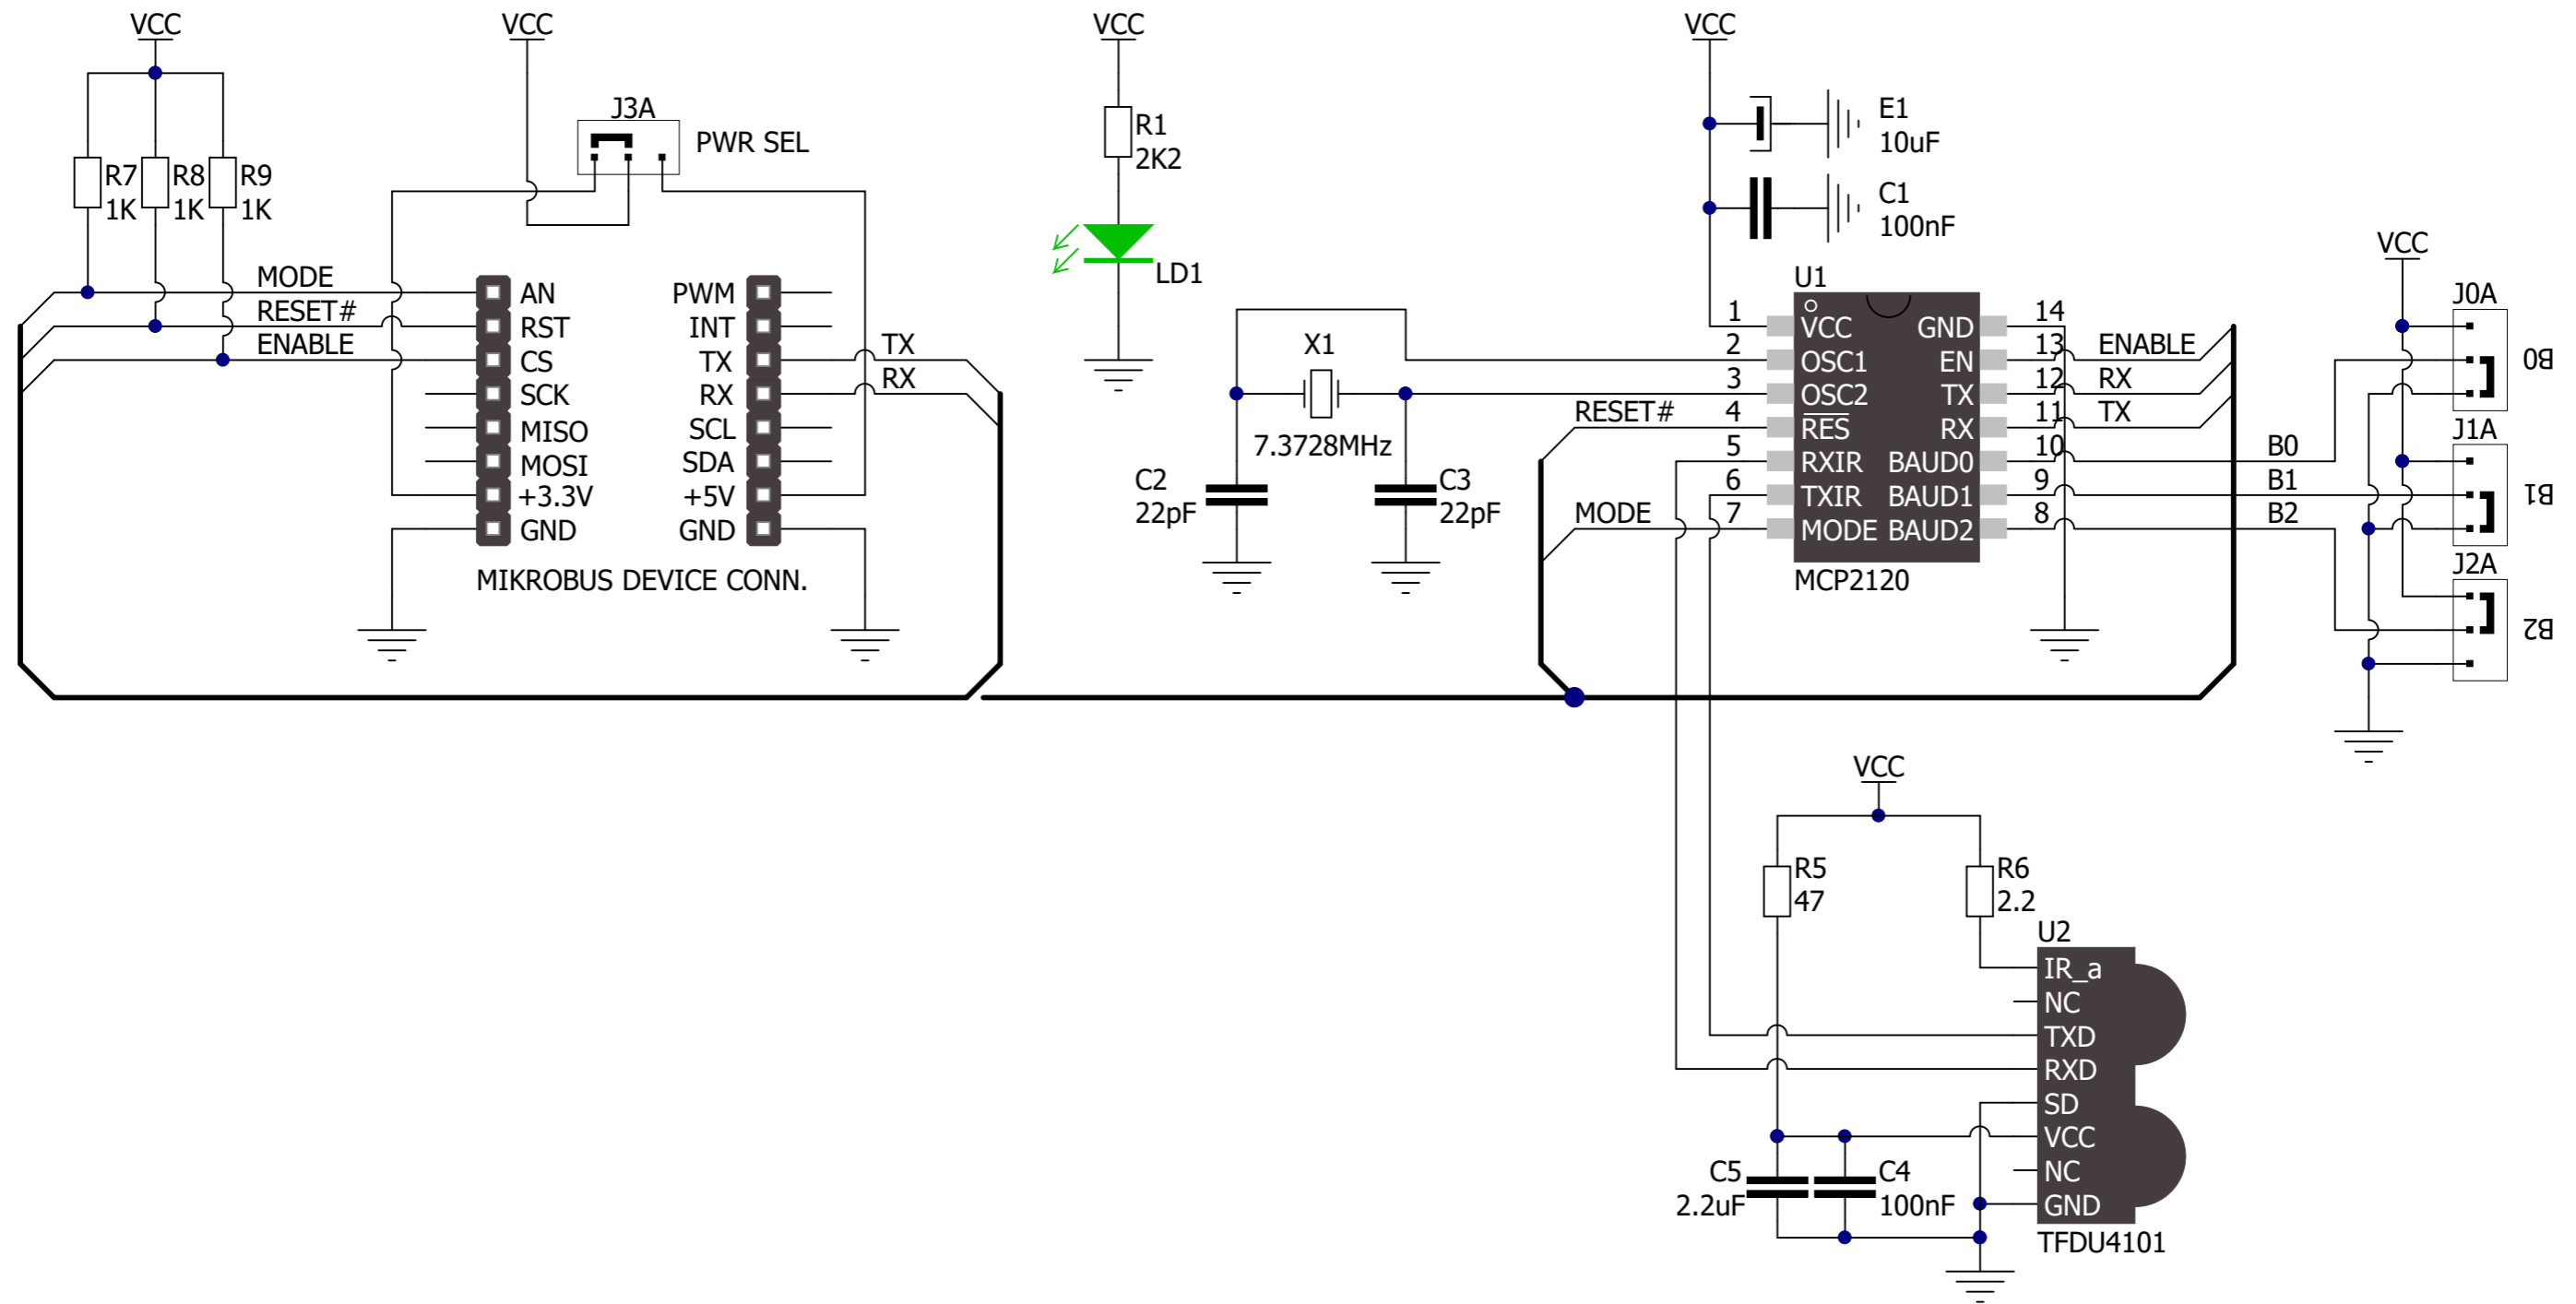 VCC
VCC
VCC
VCC
J3A
PWR SEL
R7
1K
R8
1K
R9
1K
R1
2K2
LD1
E1
10uF
C1
100nF
MODE
RESET#
ENABLE
AN
RST
CS
SCK
MISO
MOSI
+3.3V
GND
PWM
INT
TX
RX
SCL
SDA
+5V
GND
TX
RX
MIKROBUS DEVICE CONN.
X1
7.3728MHz
C2
22pF
C3
22pF
RESET#
MODE
U1
1
2
3
4
5
6
7
VCC
OSC1
OSC2
RES
RXIR
TXIR
MODE
GND
EN
TX
RX
BAUD0
BAUD1
BAUD2
14
13
12
11
10
9
8
MCP2120
ENABLE
RX
TX
B0
B1
B2
VCC
J0A
B0
J1A
B1
J2A
B2
VCC
R5
47
R6
2.2
U2
IR_a
NC
TXD
RXD
SD
VCC
NC
GND
TFDU4101
C5
2.2uF
C4
100nF